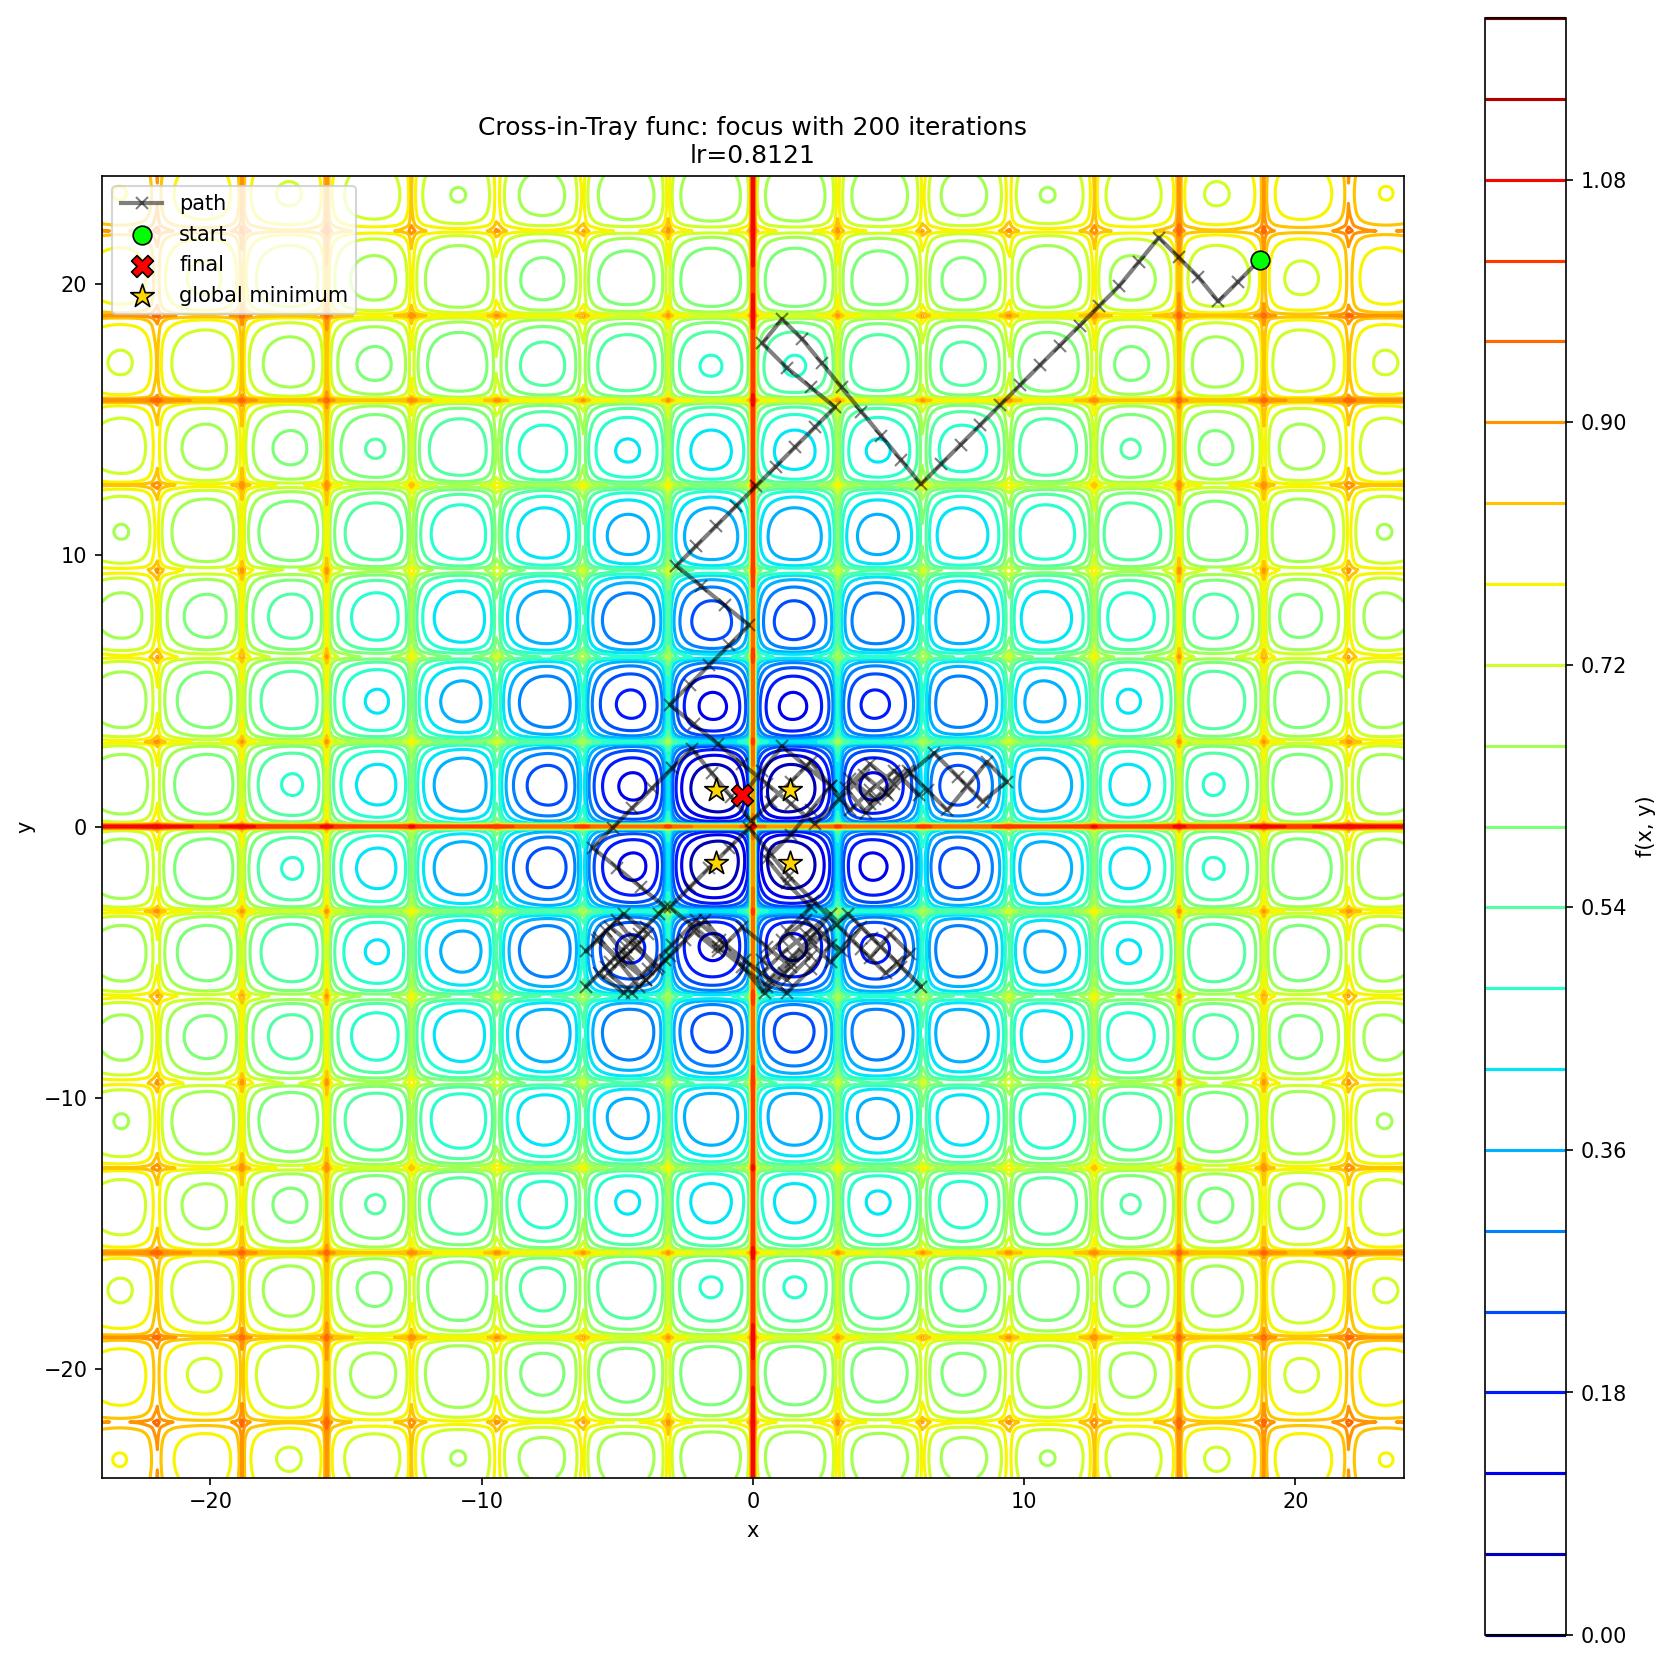 Cross-in-Tray func: focus with 200 iterations
lr=0.8121
path
start
final
global minimum
20
10
0
−10
−20
y
−20
−10
0
10
20
x
1.08
0.90
0.72
0.54
0.36
0.18
0.00
f(x, y)